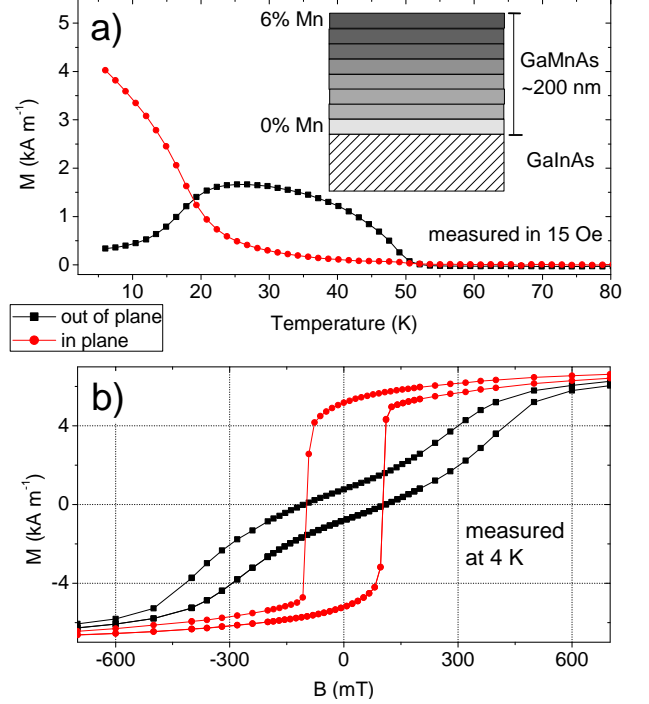 a)
6% Mn
0% Mn
GaMnAs
~200 nm
GaInAs
measured in 15 Oe
M (kA m⁻¹)
5
4
3
2
1
0
10 20 30 40 50 60 70 80
Temperature (K)
out of plane
in plane
b)
M (kA m⁻¹)
4
0
-4
measured
at 4 K
-600 -300 0 300 600
B (mT)